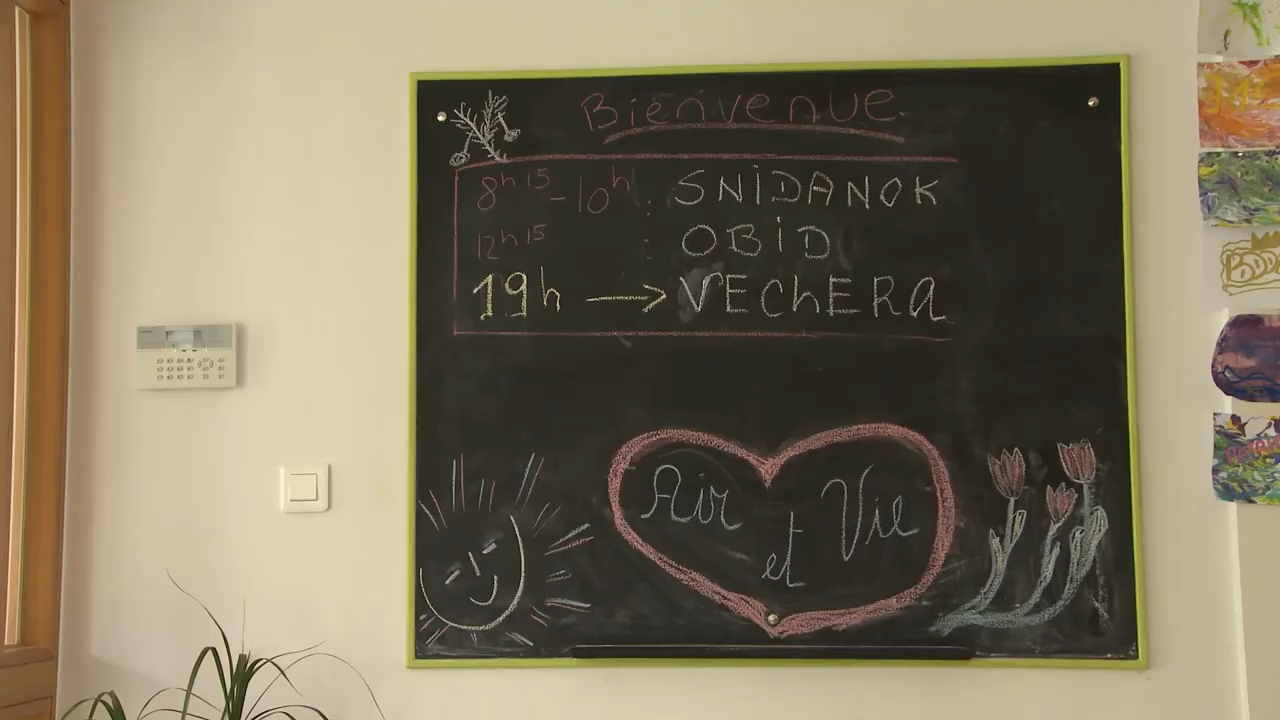 Bienvenue
8h15-10h : SNiDANOK
12h15 : OBiD
19h → VEChERA
Air
et Vie